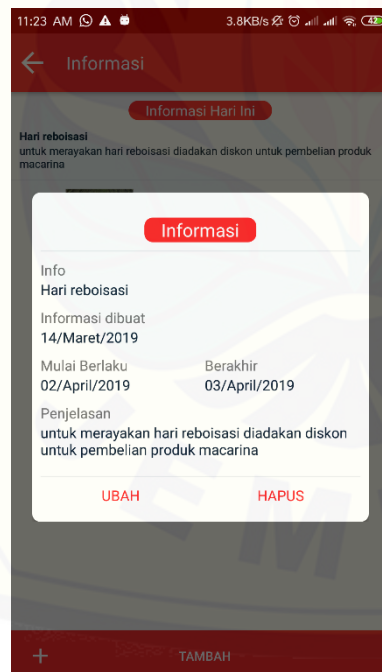 11:23 AM 3.8KB/s 42
Informasi
Informasi Hari Ini
Hari reboisasi
untuk merayakan hari reboisasi diadakan diskon untuk pembelian produk
macarina
Informasi
Info
Hari reboisasi
Informasi dibuat
14/Maret/2019
Mulai Berlaku Berakhir
02/April/2019 03/April/2019
Penjelasan
untuk merayakan hari reboisasi diadakan diskon
untuk pembelian produk macarina
UBAH HAPUS
+ TAMBAH